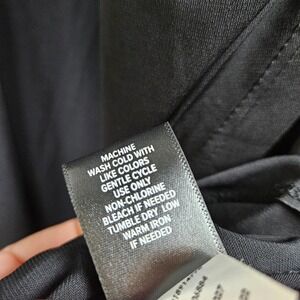 MACHINE
WASH COLD WITH
LIKE COLORS
GENTLE CYCLE
USE ONLY
NON-CHLORINE
BLEACH IF NEEDED
TUMBLE DRY LOW
WARM IRON
IF NEEDED